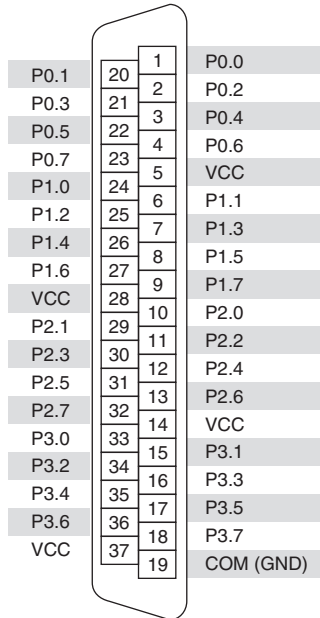 1 P0.0
P0.1 20
2 P0.2
P0.3 21
3 P0.4
P0.5 22
4 P0.6
P0.7 23
5 VCC
P1.0 24
6 P1.1
P1.2 25
7 P1.3
P1.4 26
8 P1.5
P1.6 27
9 P1.7
VCC 28
10 P2.0
P2.1 29
11 P2.2
P2.3 30
12 P2.4
P2.5 31
13 P2.6
P2.7 32
14 VCC
P3.0 33
15 P3.1
P3.2 34
16 P3.3
P3.4 35
17 P3.5
P3.6 36
18 P3.7
VCC 37
19 COM (GND)